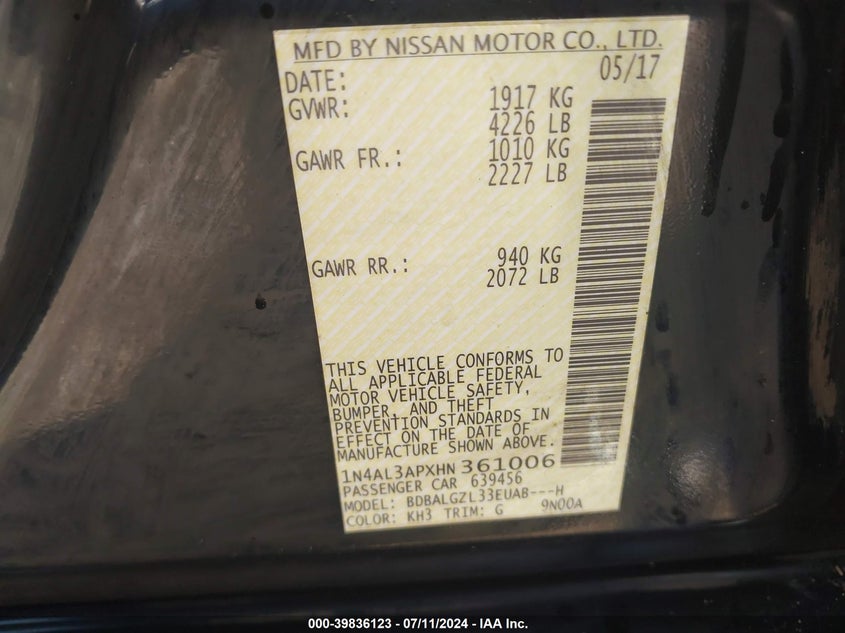 MFD BY NISSAN MOTOR CO., LTD.
DATE: 05/17
GVWR: 1917 KG
4226 LB
GAWR FR.: 1010 KG
2227 LB
GAWR RR.: 940 KG
2072 LB
THIS VEHICLE CONFORMS TO
ALL APPLICABLE FEDERAL
MOTOR VEHICLE SAFETY,
BUMPER, AND THEFT
PREVENTION STANDARDS IN
EFFECT ON THE DATE OF
MANUFACTURE SHOWN ABOVE.
1N4AL3APXHN 361006
PASSENGER CAR 639456
MODEL: BDBALGZL33EUAB---H
COLOR: KH3 TRIM: G 9N00A
000-39836123 - 07/11/2024 - IAA Inc.